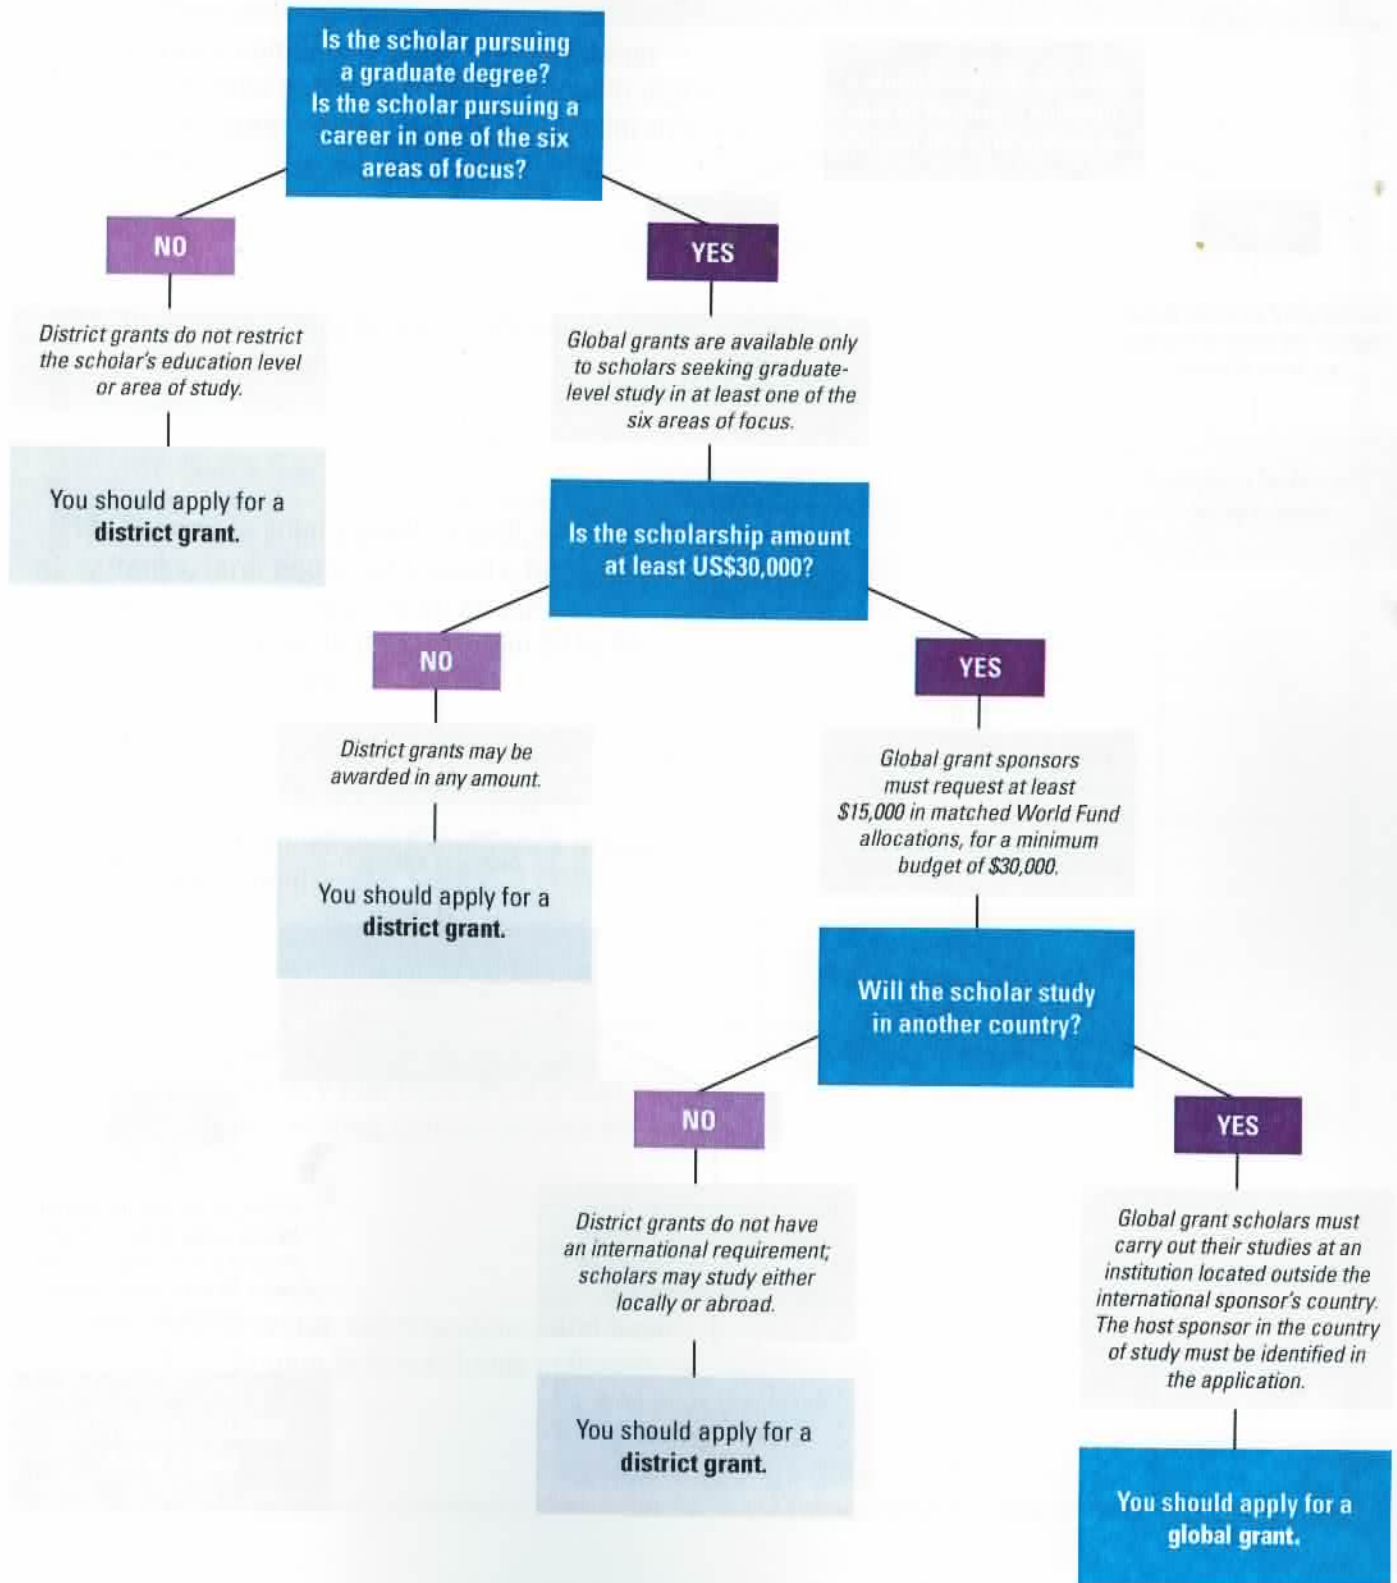 Is the scholar pursuing
a graduate degree?
Is the scholar pursuing a
career in one of the six
areas of focus?
NO
YES
District grants do not restrict
the scholar's education level
or area of study.
Global grants are available only
to scholars seeking graduate-
level study in at least one of the
six areas of focus.
You should apply for a
district grant.
Is the scholarship amount
at least US$30,000?
NO
YES
District grants may be
awarded in any amount.
Global grant sponsors
must request at least
$15,000 in matched World Fund
allocations, for a minimum
budget of $30,000.
You should apply for a
district grant.
Will the scholar study
in another country?
NO
YES
District grants do not have
an international requirement;
scholars may study either
locally or abroad.
Global grant scholars must
carry out their studies at an
institution located outside the
international sponsor's country.
The host sponsor in the country
of study must be identified in
the application.
You should apply for a
district grant.
You should apply for a
global grant.